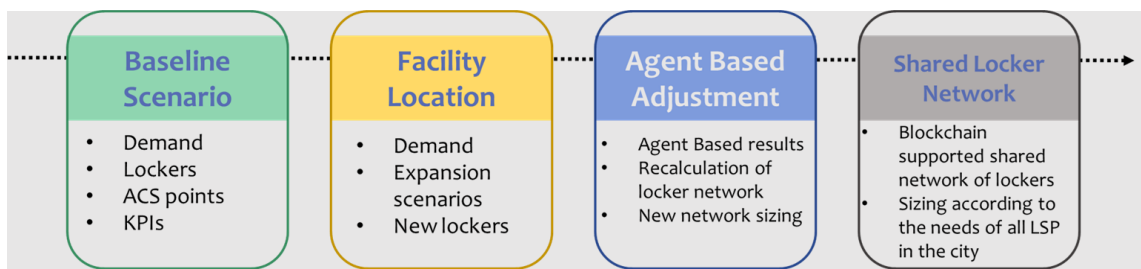 Baseline
Scenario
• Demand
• Lockers
• ACS points
• KPIs
Facility
Location
• Demand
• Expansion
scenarios
• New lockers
Agent Based
Adjustment
• Agent Based results
• Recalculation of
locker network
• New network sizing
Shared Locker
Network
• Blockchain
supported shared
network of lockers
• Sizing according to
the needs of all LSP
in the city